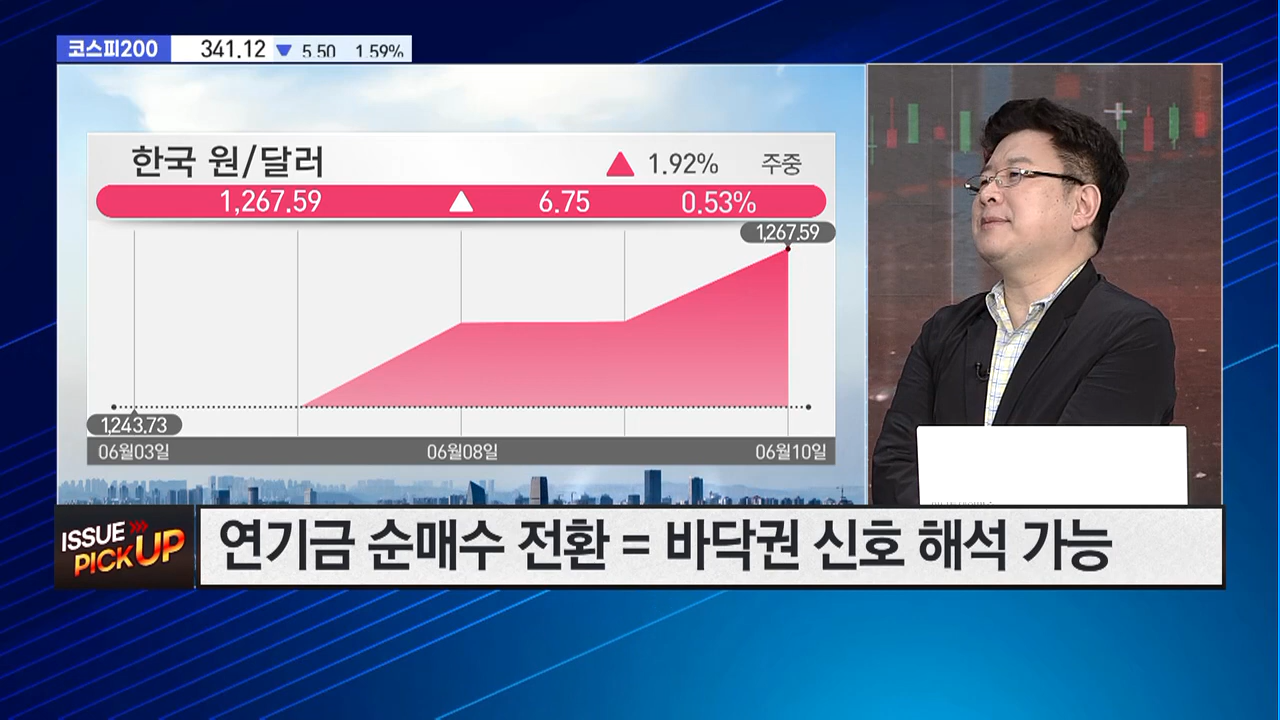 코스피200 341.12 ▼ 5.50 1.59%
한국 원/달러 ▲ 1.92% 주중
1,267.59 ▲ 6.75 0.53%
1,267.59
1,243.73
06월03일 06월08일 06월10일
ISSUE
PICK UP
연기금 순매수 전환 = 바닥권 신호 해석 가능